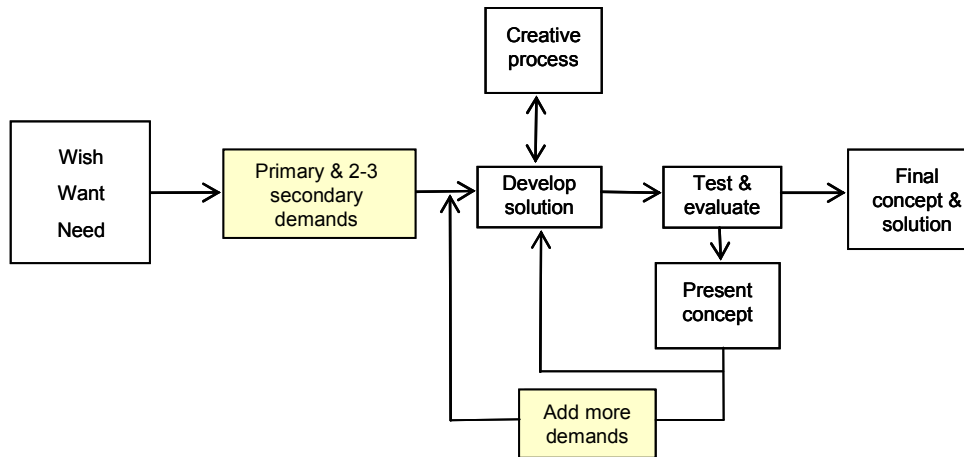 Creative
process
Wish
Want
Need
Primary & 2-3
secondary
demands
Develop
solution
Test &
evaluate
Final
concept &
solution
Present
concept
Add more
demands